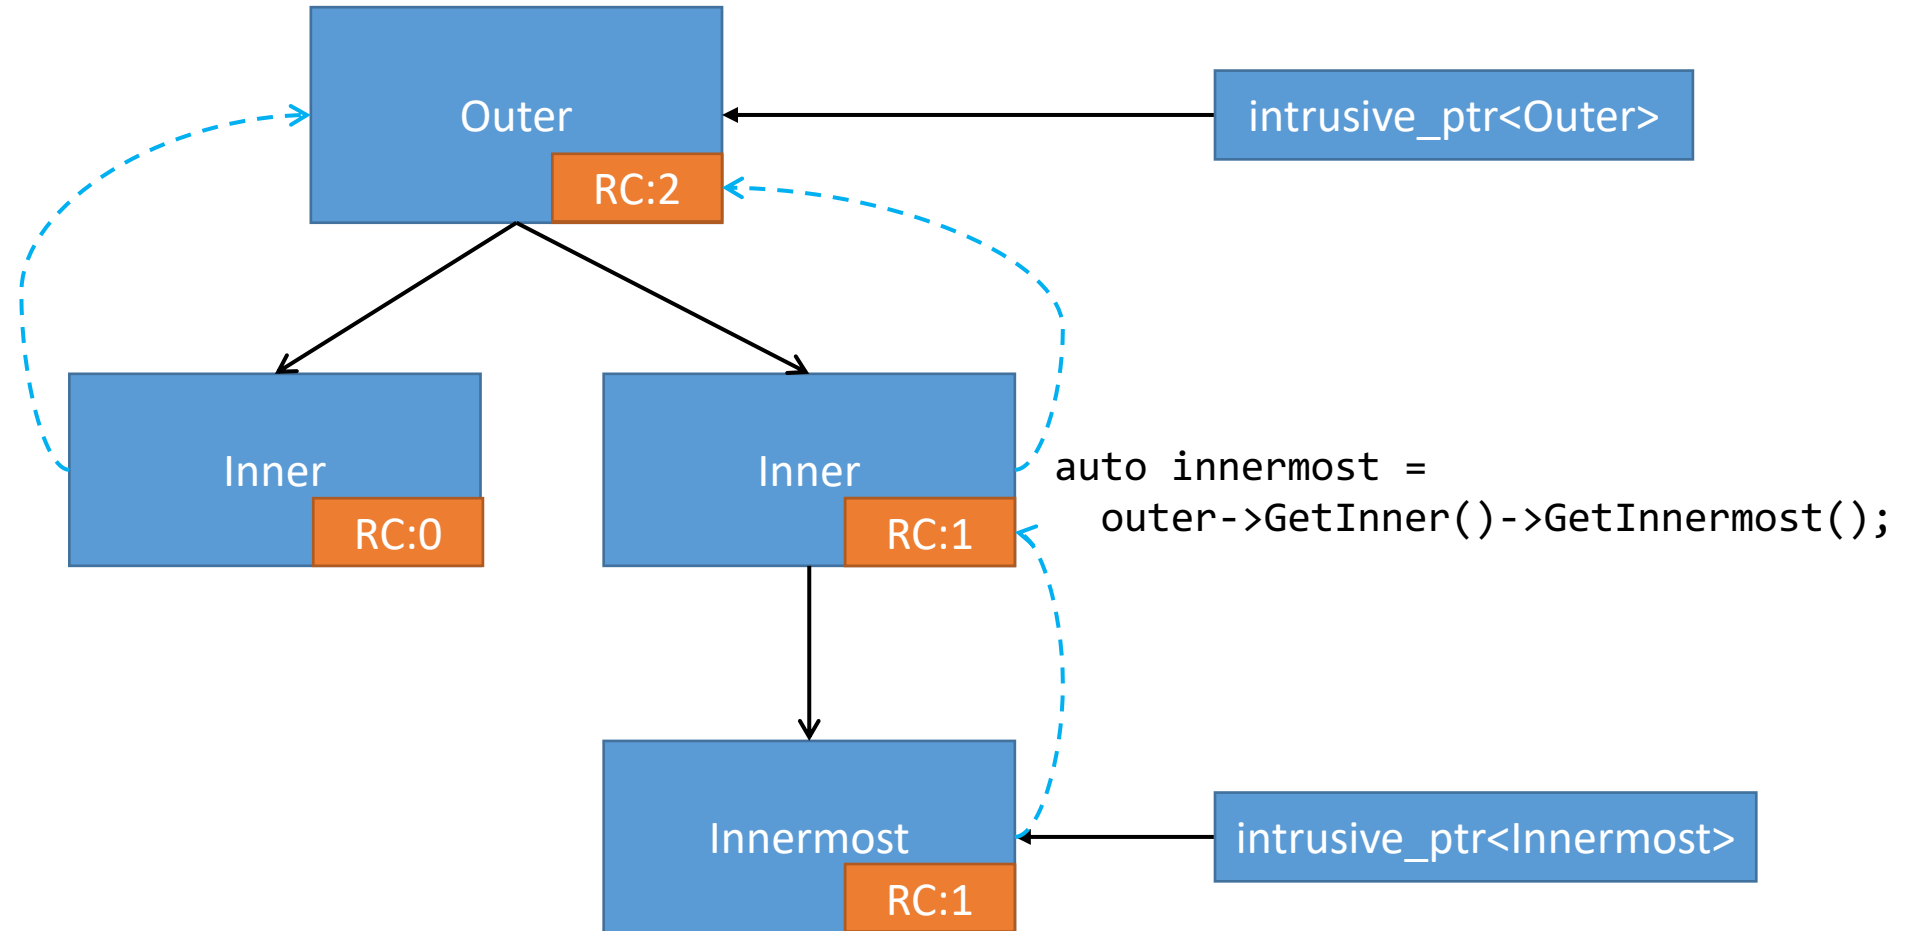 Outer
intrusive_ptr<Outer>
RC:2
Inner
Inner
auto innermost =
outer->GetInner()->GetInnermost();
RC:0
RC:1
Innermost
intrusive_ptr<Innermost>
RC:1